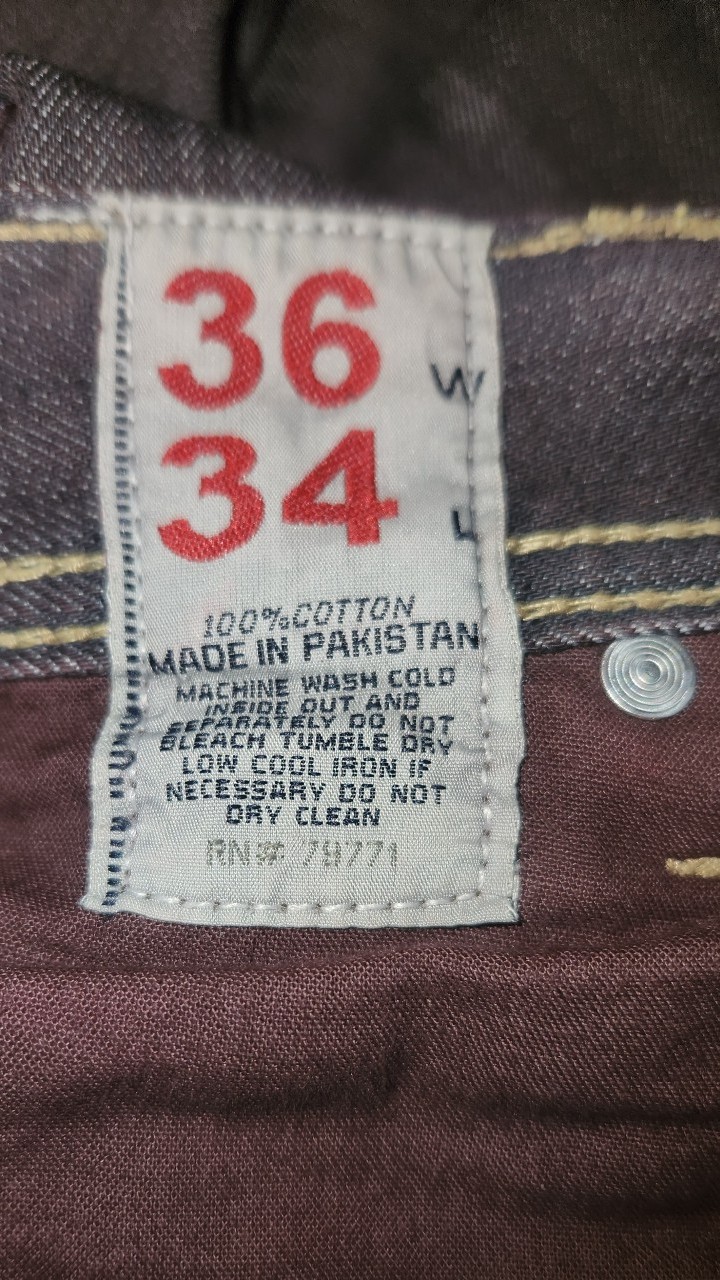 36 W
34 L
100%COTTON
MADE IN PAKISTAN
MACHINE WASH COLD
INSIDE OUT AND
SEPARATELY DO NOT
BLEACH TUMBLE DRY
LOW COOL IRON IF
NECESSARY DO NOT
DRY CLEAN
RN# 79771